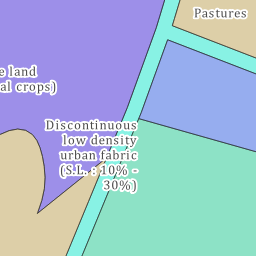 Pastures
e land
al crops)
Discontinuous
low density
urban fabric
(S.L. : 10% -
30%)